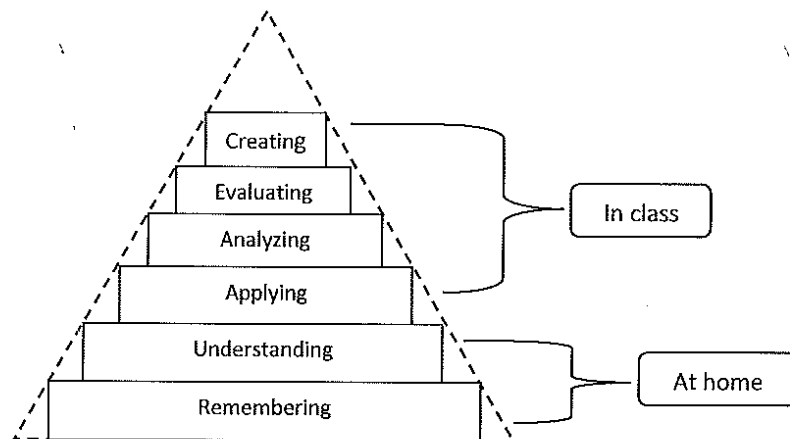 Creating
Evaluating
Analyzing
Applying
Understanding
Remembering
In class
At home